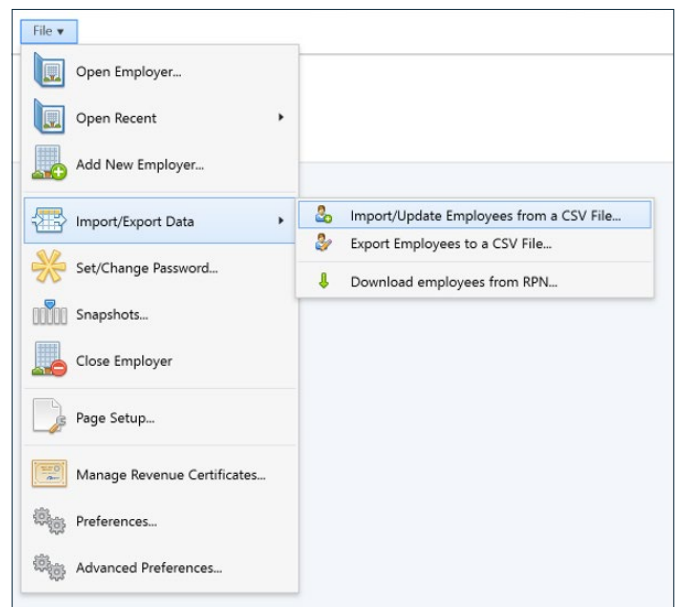 File ▾
Open Employer...
Open Recent
Add New Employer...
Import/Export Data
Import/Update Employees from a CSV File...
Export Employees to a CSV File...
Download employees from RPN...
Set/Change Password...
Snapshots...
Close Employer
Page Setup...
Manage Revenue Certificates...
Preferences...
Advanced Preferences...